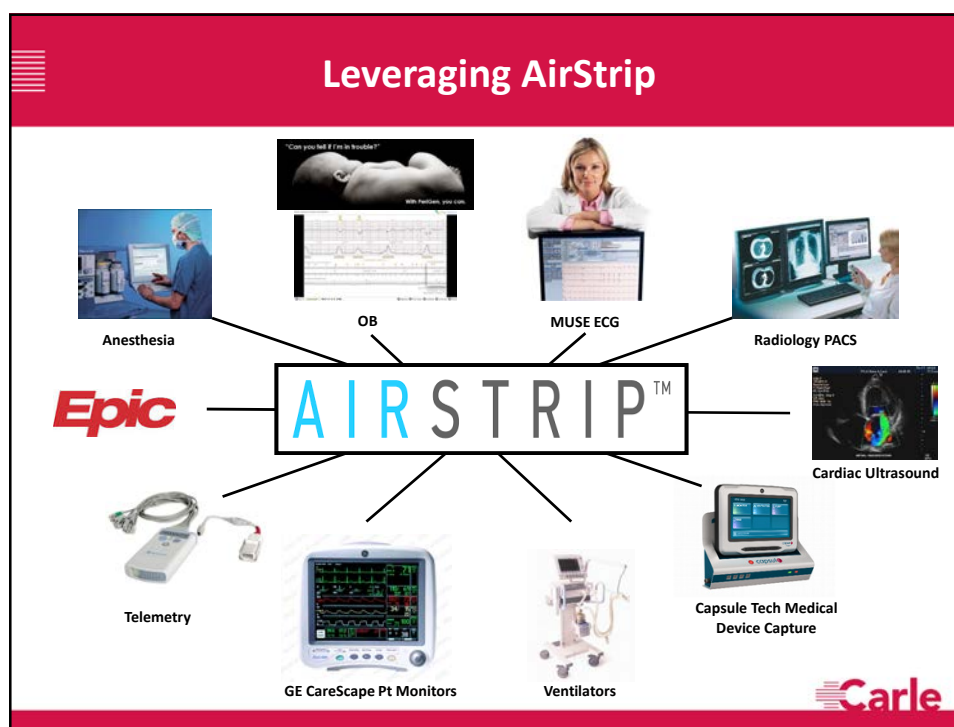 Leveraging AirStrip
"Can you tell if I'm in trouble?"
With PeriGen, you can.
Anesthesia
OB
MUSE ECG
Radiology PACS
Epic
AIRSTRIP™
Cardiac Ultrasound
Telemetry
GE CareScape Pt Monitors
Ventilators
capsule
Capsule Tech Medical
Device Capture
Carle